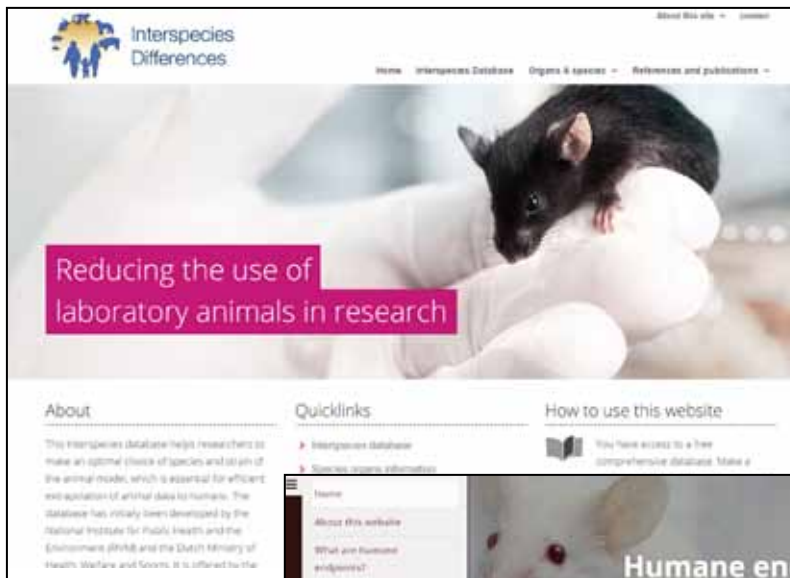 Interspecies
Differences
About this site
contact
Home
Interspecies Database
Organs & species
References and publications
Reducing the use of
laboratory animals in research
About
This Interspecies database helps researchers to
make an optimal choice of species and strain of
the animal model, which is essential for efficient
extrapolation of animal data to humans. The
database has initially been developed by the
National Institute for Public Health and the
Environment (RIVM) and the Dutch Ministry of
Health, Welfare and Sports. It is offered by the
Quicklinks
Interspecies database
Species organs information
How to use this website
You have access to a free
comprehensive database. Make a
Home
About this website
What are humane
endpoints?
Humane en